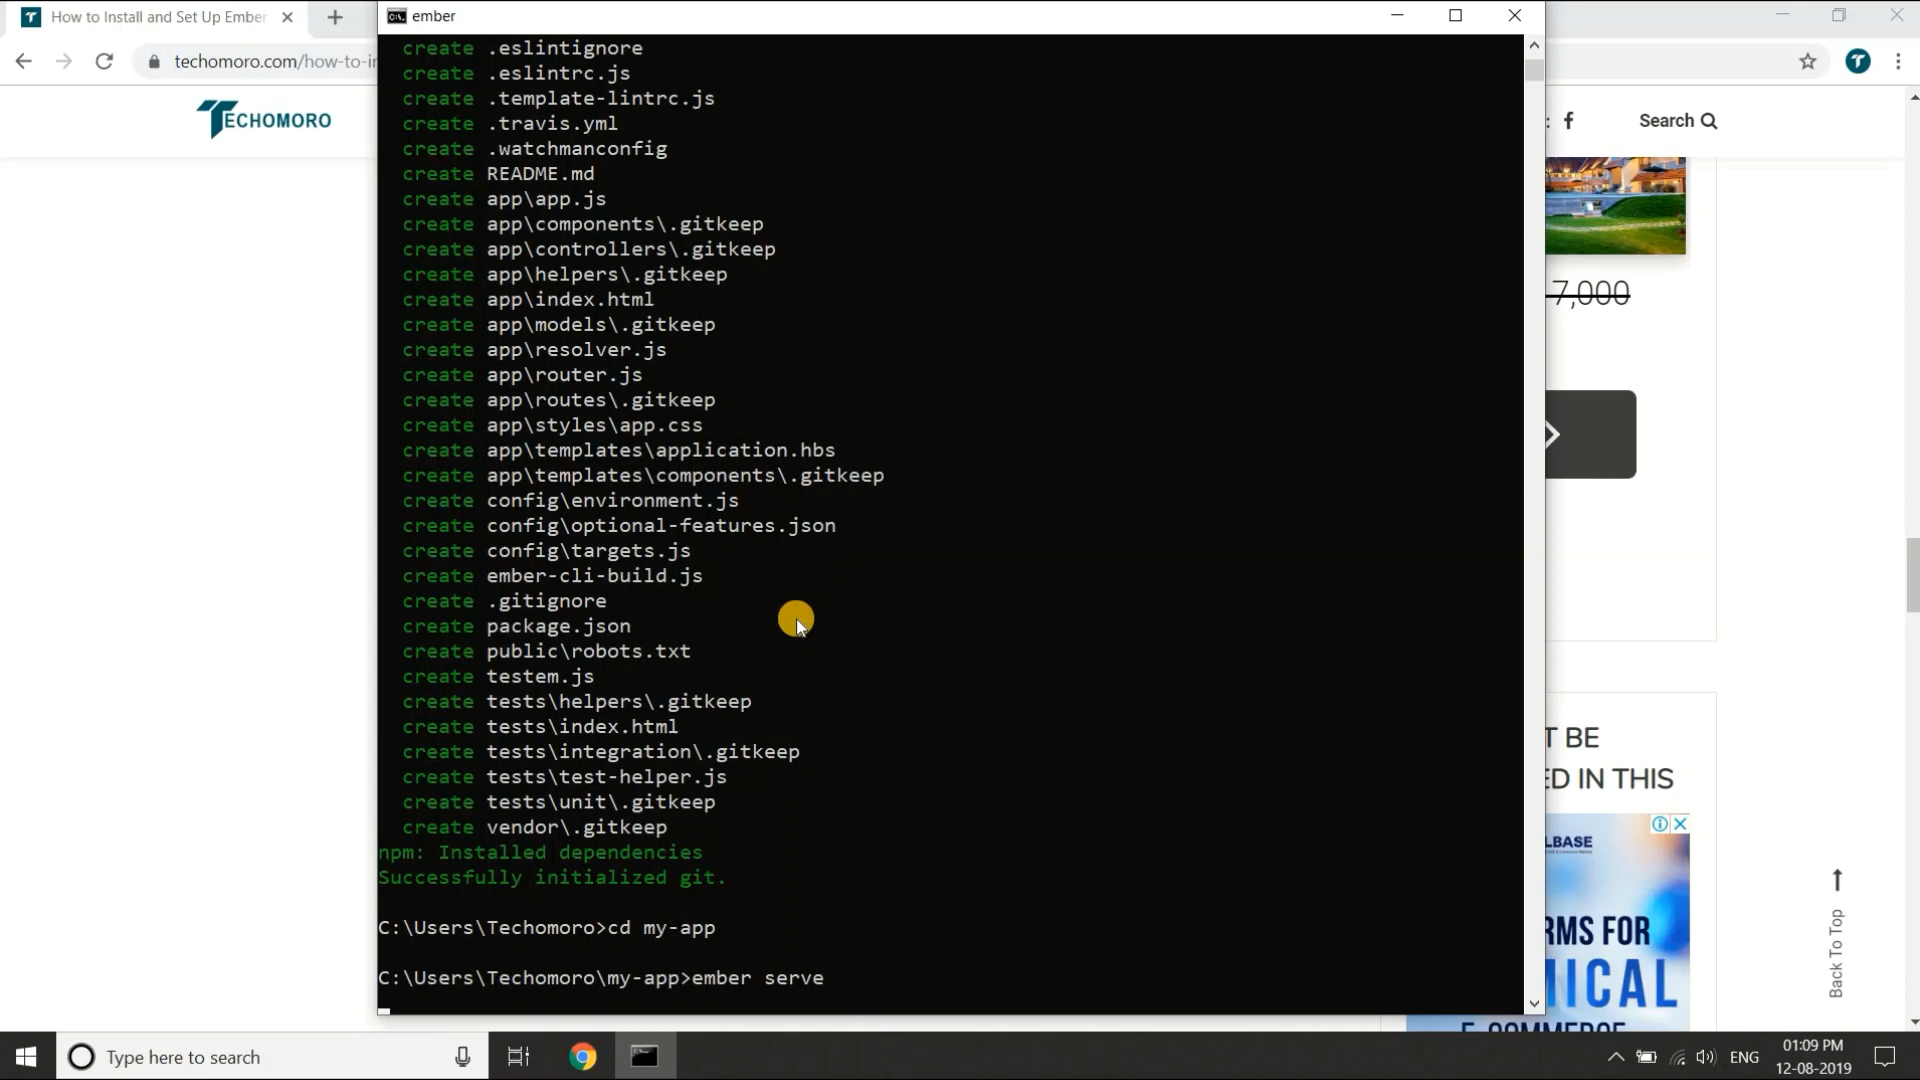 How to Install and Set Up Ember
ember
techomoro.com/how-to-in
TECHOMORO
Search
create .eslintignore
create .eslintrc.js
create .template-lintrc.js
create .travis.yml
create .watchmanconfig
create README.md
create app\app.js
create app\components\.gitkeep
create app\controllers\.gitkeep
create app\helpers\.gitkeep
create app\index.html
create app\models\.gitkeep
create app\resolver.js
create app\router.js
create app\routes\.gitkeep
create app\styles\app.css
create app\templates\application.hbs
create app\templates\components\.gitkeep
create config\environment.js
create config\optional-features.json
create config\targets.js
create ember-cli-build.js
create .gitignore
create package.json
create public\robots.txt
create testem.js
create tests\helpers\.gitkeep
create tests\index.html
create tests\integration\.gitkeep
create tests\test-helper.js
create tests\unit\.gitkeep
create vendor\.gitkeep
npm: Installed dependencies
Successfully initialized git.
C:\Users\Techomoro>cd my-app
C:\Users\Techomoro\my-app>ember serve
7,000
T BE
ED IN THIS
LBASE
RMS FOR
MICAL
E-COMMERCE
Back To Top
Type here to search
ENG
01:09 PM
12-08-2019